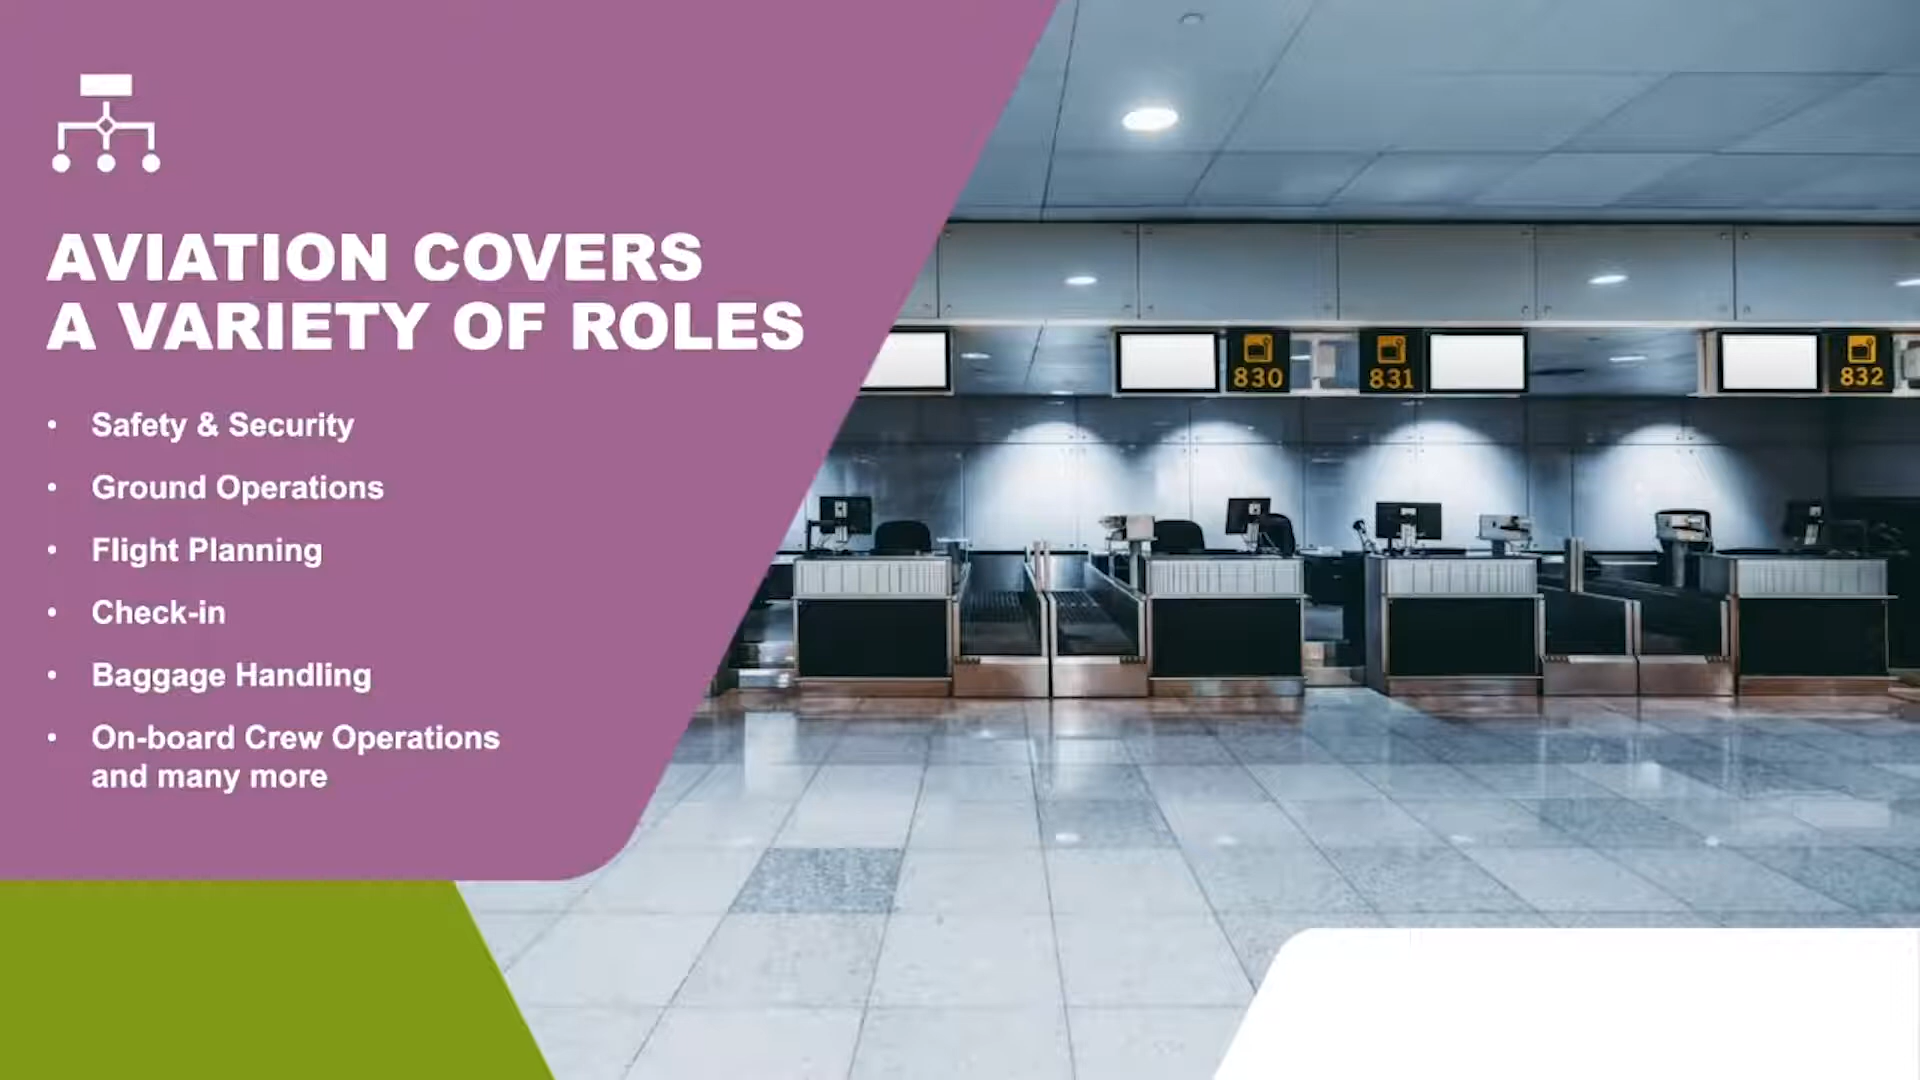 AVIATION COVERS
A VARIETY OF ROLES
• Safety & Security
• Ground Operations
• Flight Planning
• Check-in
• Baggage Handling
• On-board Crew Operations
and many more
830
831
832